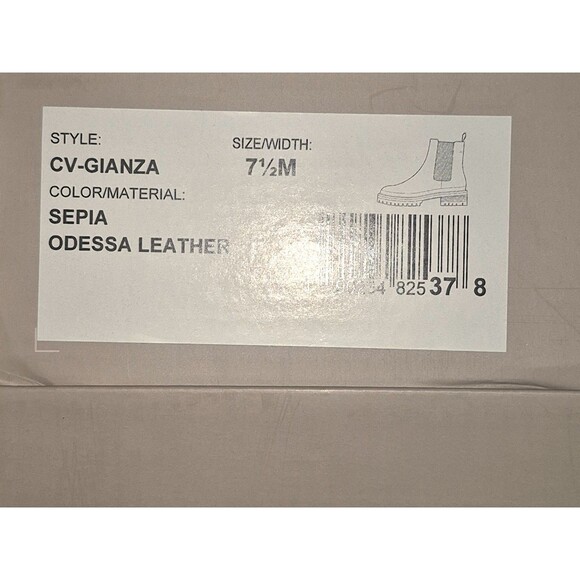 STYLE: SIZE/WIDTH:
CV-GIANZA 7½M
COLOR/MATERIAL:
SEPIA
ODESSA LEATHER
825 37 8